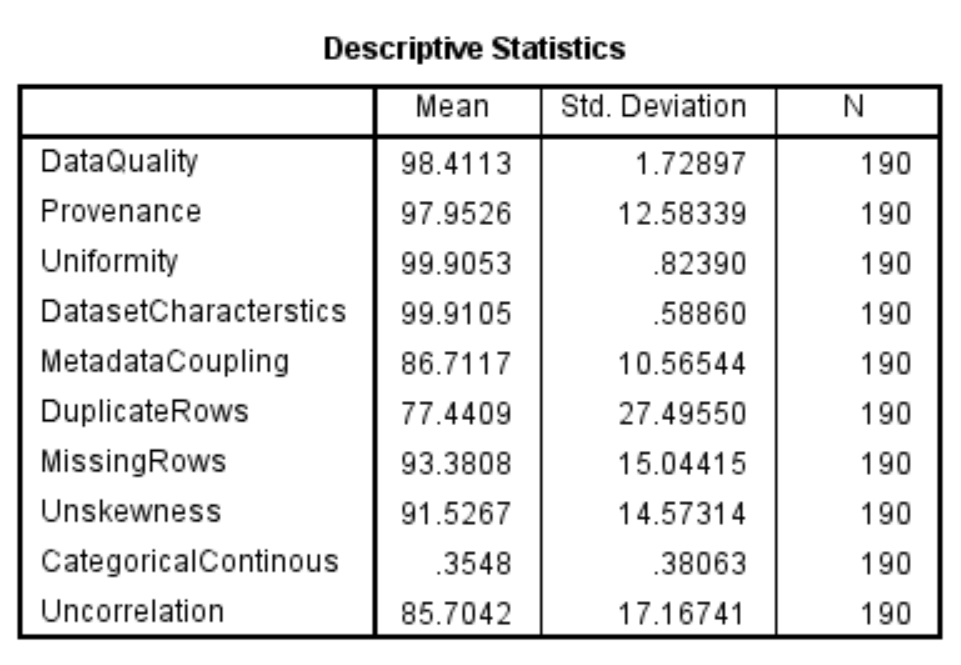 Descriptive Statistics
Mean Std. Deviation N
DataQuality 98.4113 1.72897 190
Provenance 97.9526 12.58339 190
Uniformity 99.9053 .82390 190
DatasetCharacterstics 99.9105 .58860 190
MetadataCoupling 86.7117 10.56544 190
DuplicateRows 77.4409 27.49550 190
MissingRows 93.3808 15.04415 190
Unskewness 91.5267 14.57314 190
CategoricalContinous .3548 .38063 190
Uncorrelation 85.7042 17.16741 190